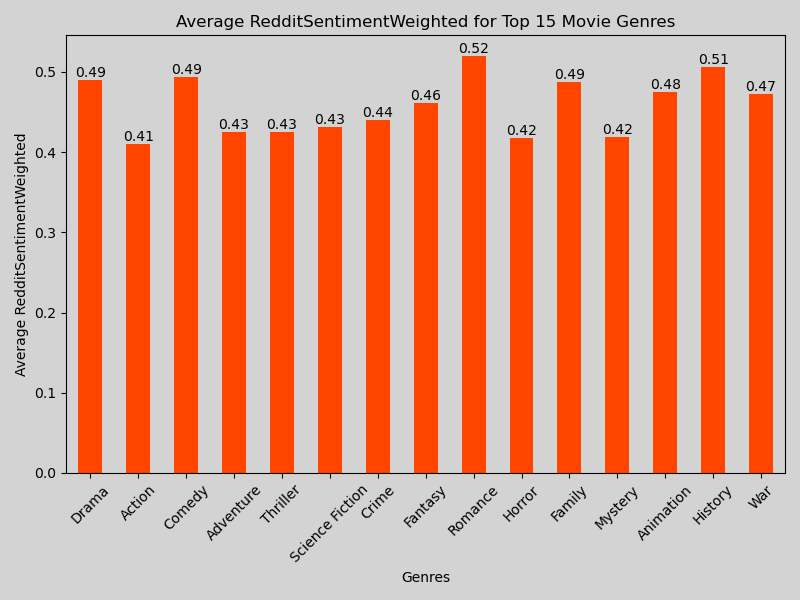 Average RedditSentimentWeighted for Top 15 Movie Genres
Average RedditSentimentWeighted
0.5
0.4
0.3
0.2
0.1
0.0
0.49
0.41
0.49
0.43
0.43
0.43
0.44
0.46
0.52
0.42
0.49
0.42
0.48
0.51
0.47
Drama
Action
Comedy
Adventure
Thriller
Science Fiction
Crime
Fantasy
Romance
Horror
Family
Mystery
Animation
History
War
Genres